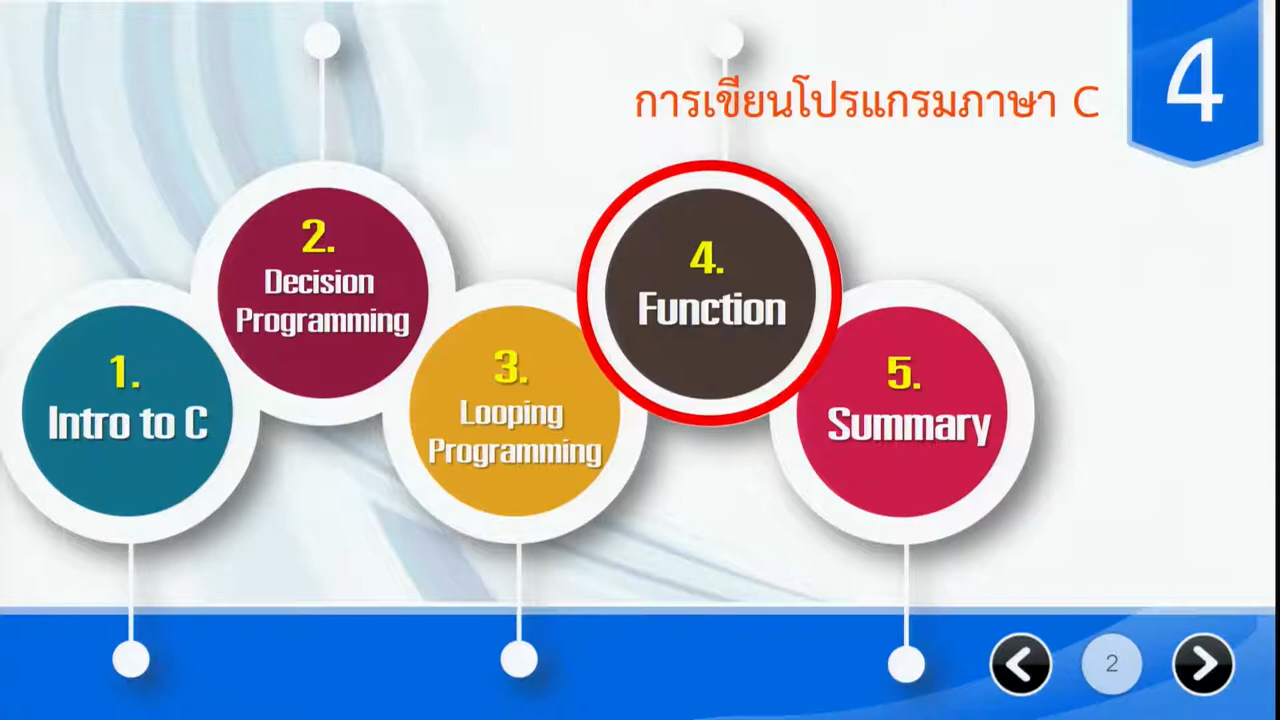 การเขียนโปรแกรมภาษา C
4
1.
Intro to C
2.
Decision
Programming
3.
Looping
Programming
4.
Function
5.
Summary
2